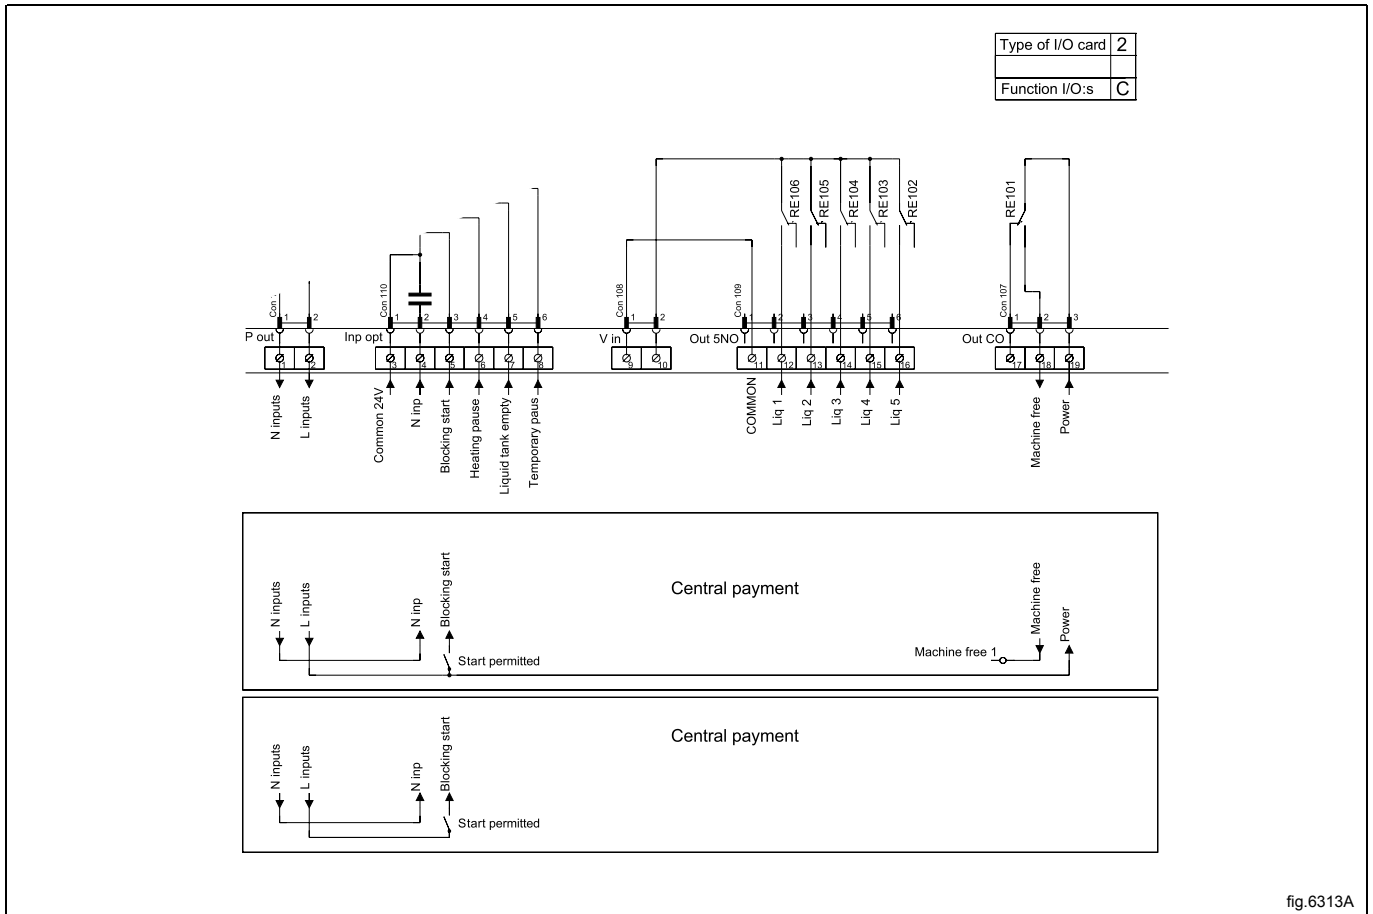 Type of I/O card 2
Function I/O:s C
RE106 RE105 RE104 RE103 RE102 RE101
Con Con 110 Con 108 Con 109 Con 107
1 2 1 2 3 4 5 6 1 2 1 2 3 4 5 6 1 2 3
P out Inp opt V in Out 5NO Out CO
1 2 3 4 5 6 7 8 9 10 11 12 13 14 15 16 17 18 19
N inputs
L inputs
Common 24V
N inp
Blocking start
Heating pause
Liquid tank empty
Temporary paus
COMMON
Liq 1
Liq 2
Liq 3
Liq 4
Liq 5
Machine free
Power
Central payment
N inputs
L inputs
N inp
Blocking start
Start permitted
Machine free 1
Machine free
Power
Central payment
N inputs
L inputs
N inp
Blocking start
Start permitted
fig.6313A